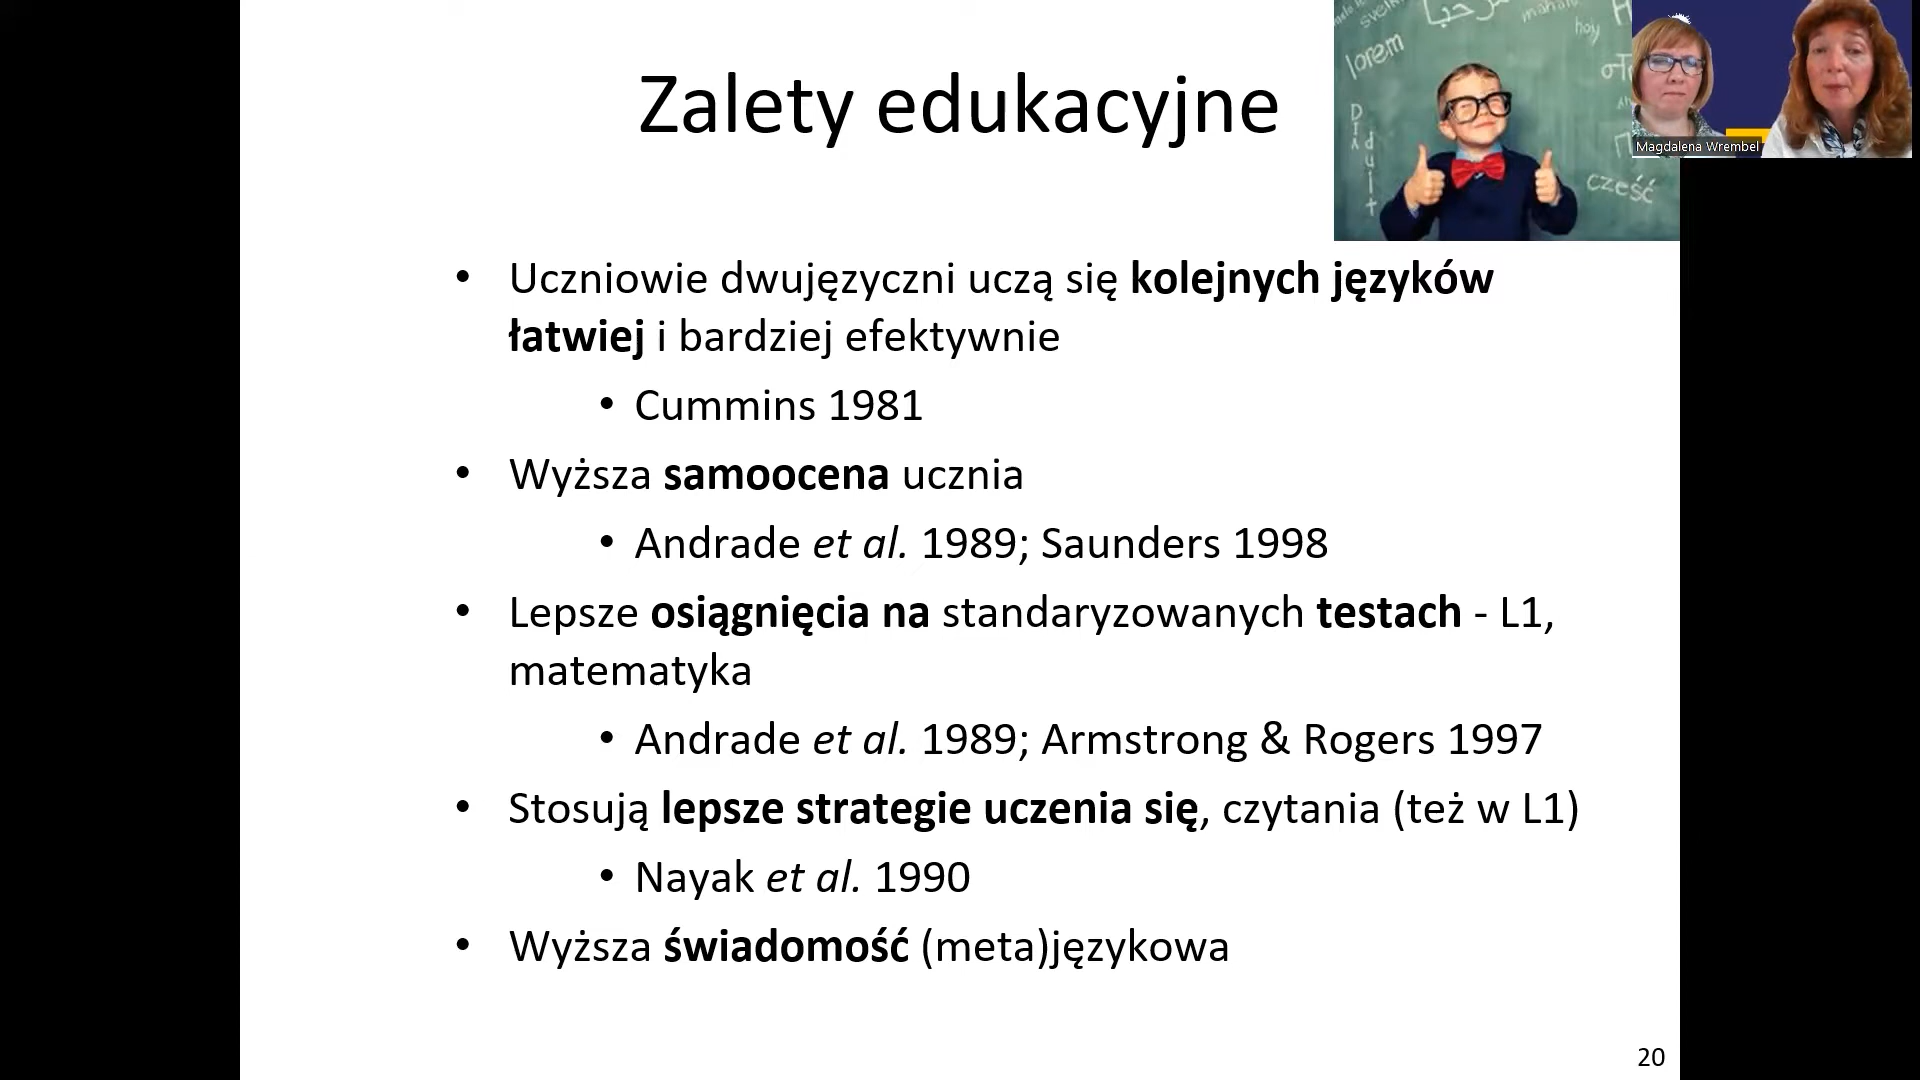 Zalety edukacyjne
lorem
مرحبا
hoj
cześć
Magdalena Wrembel
• Uczniowie dwujęzyczni uczą się kolejnych języków
łatwiej i bardziej efektywnie
• Cummins 1981
• Wyższa samoocena ucznia
• Andrade et al. 1989; Saunders 1998
• Lepsze osiągnięcia na standaryzowanych testach - L1,
matematyka
• Andrade et al. 1989; Armstrong & Rogers 1997
• Stosują lepsze strategie uczenia się, czytania (też w L1)
• Nayak et al. 1990
• Wyższa świadomość (meta)językowa
20